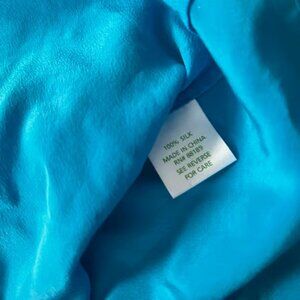 100% SILK
MADE IN CHINA
RN# 88189
SEE REVERSE
FOR CARE